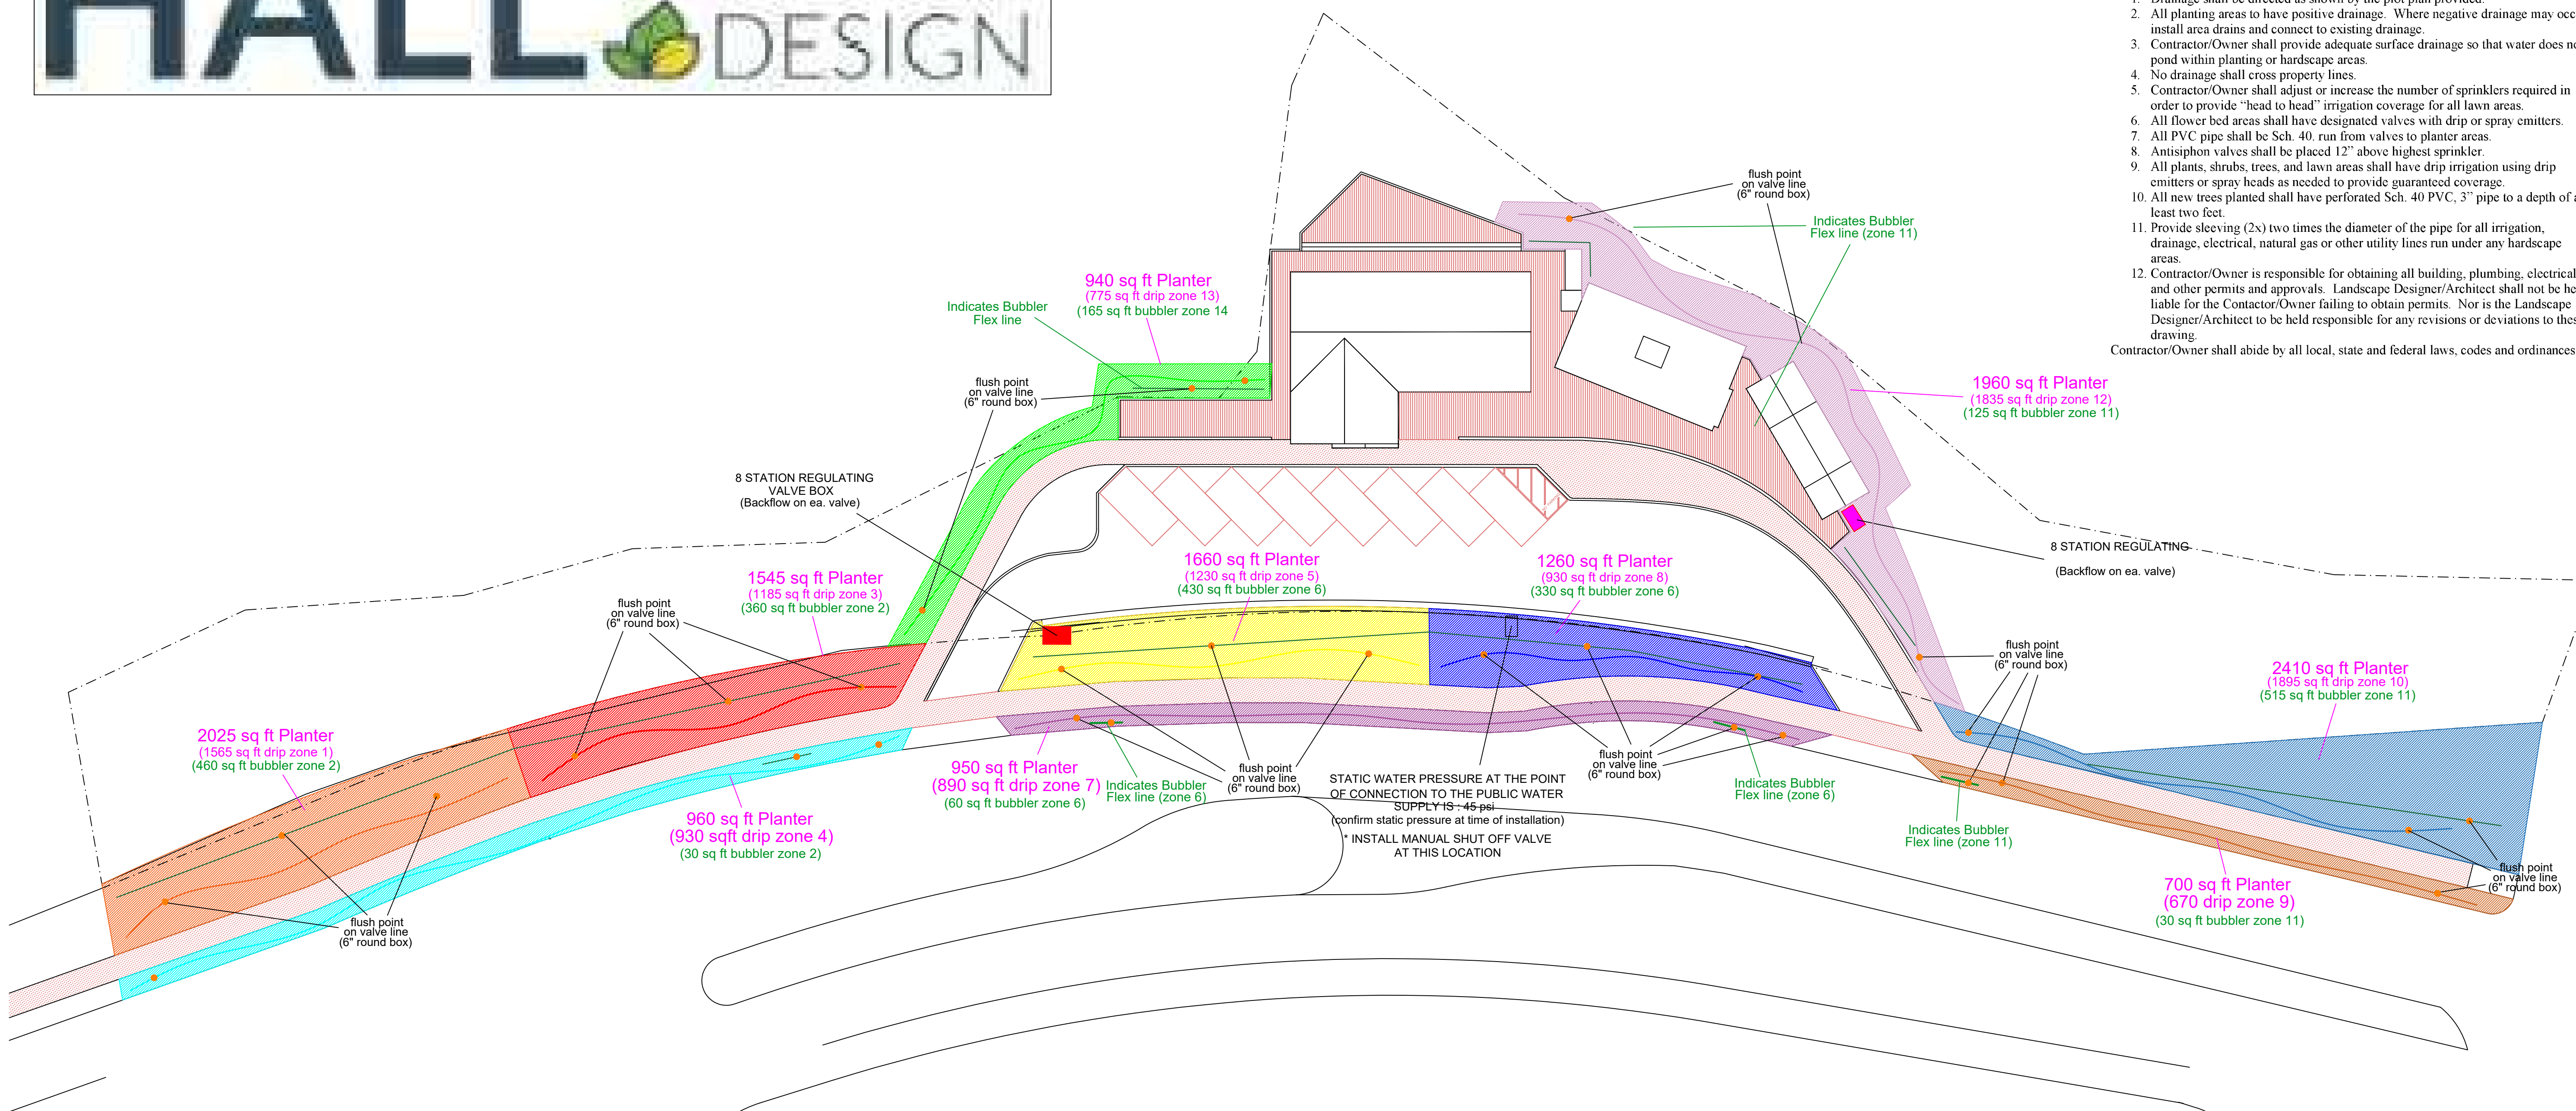 HALL DESIGN
1. Drainage shall be directed as shown by the plot plan provided.
2. All planting areas to have positive drainage. Where negative drainage may
install area drains and connect to existing drainage.
3. Contractor/Owner shall provide adequate surface drainage so that water does
pond within planting or hardscape areas.
4. No drainage shall cross property lines.
5. Contractor/Owner shall adjust or increase the number of sprinklers required in
order to provide “head to head” irrigation coverage for all lawn areas.
6. All flower bed areas shall have designated valves with drip or spray emitters.
7. All PVC pipe shall be Sch. 40. run from valves to planter areas.
8. Antisiphon valves shall be placed 12” above highest sprinkler.
9. All plants, shrubs, trees, and lawn areas shall have drip irrigation using drip
emitters or spray heads as needed to provide guaranteed coverage.
10. All new trees planted shall have perforated Sch. 40 PVC, 3” pipe to a depth of
least two feet.
11. Provide sleeving (2x) two times the diameter of the pipe for all irrigation,
drainage, electrical, natural gas or other utility lines run under any hardscape
areas.
12. Contractor/Owner is responsible for obtaining all building, plumbing, electrical
and other permits and approvals. Landscape Designer/Architect shall not be
liable for the Contactor/Owner failing to obtain permits. Nor is the Landscape
Designer/Architect to be held responsible for any revisions or deviations to
drawing.
Contractor/Owner shall abide by all local, state and federal laws, codes and ordinances
flush point
on valve line
(6" round box)
Indicates Bubbler
Flex line (zone 11)
940 sq ft Planter
(775 sq ft drip zone 13)
(165 sq ft bubbler zone 14
Indicates Bubbler
Flex line
flush point
on valve line
(6" round box)
1960 sq ft Planter
(1835 sq ft drip zone 12)
(125 sq ft bubbler zone 11)
8 STATION REGULATING
VALVE BOX
(Backflow on ea. valve)
8 STATION REGULATING
(Backflow on ea. valve)
1660 sq ft Planter
(1230 sq ft drip zone 5)
(430 sq ft bubbler zone 6)
1260 sq ft Planter
(930 sq ft drip zone 8)
(330 sq ft bubbler zone 6)
1545 sq ft Planter
(1185 sq ft drip zone 3)
(360 sq ft bubbler zone 2)
flush point
on valve line
(6" round box)
flush point
on valve line
(6" round box)
2410 sq ft Planter
(1895 sq ft drip zone 10)
(515 sq ft bubbler zone 11)
2025 sq ft Planter
(1565 sq ft drip zone 1)
(460 sq ft bubbler zone 2)
950 sq ft Planter
(890 sq ft drip zone 7)
(60 sq ft bubbler zone 6)
Indicates Bubbler
Flex line (zone 6)
flush point
on valve line
(6" round box)
STATIC WATER PRESSURE AT THE POINT
OF CONNECTION TO THE PUBLIC WATER
SUPPLY IS : 45 psi
(confirm static pressure at time of installation)
* INSTALL MANUAL SHUT OFF VALVE
AT THIS LOCATION
flush point
on valve line
(6" round box)
Indicates Bubbler
Flex line (zone 6)
960 sq ft Planter
(930 sqft drip zone 4)
(30 sq ft bubbler zone 2)
Indicates Bubbler
Flex line (zone 11)
flush point
on valve line
(6" round box)
700 sq ft Planter
(670 drip zone 9)
(30 sq ft bubbler zone 11)
flush point
on valve line
(6" round box)